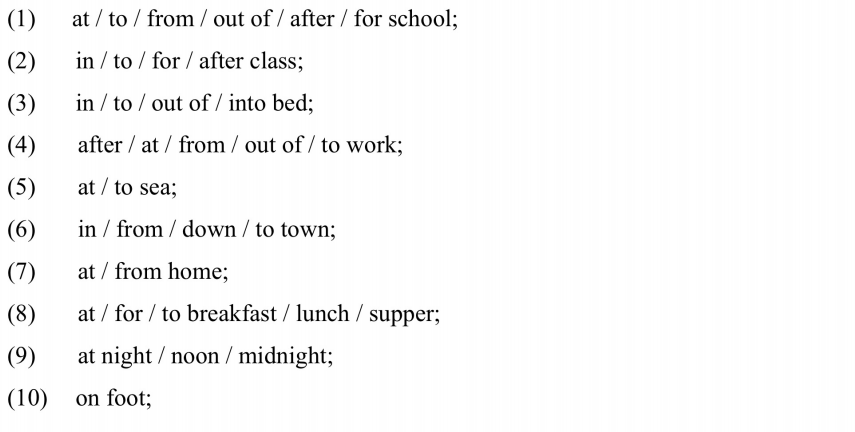 (1) at / to / from / out of / after / for school;
(2) in / to / for / after class;
(3) in / to / out of / into bed;
(4) after / at / from / out of / to work;
(5) at / to sea;
(6) in / from / down / to town;
(7) at / from home;
(8) at / for / to breakfast / lunch / supper;
(9) at night / noon / midnight;
(10) on foot;